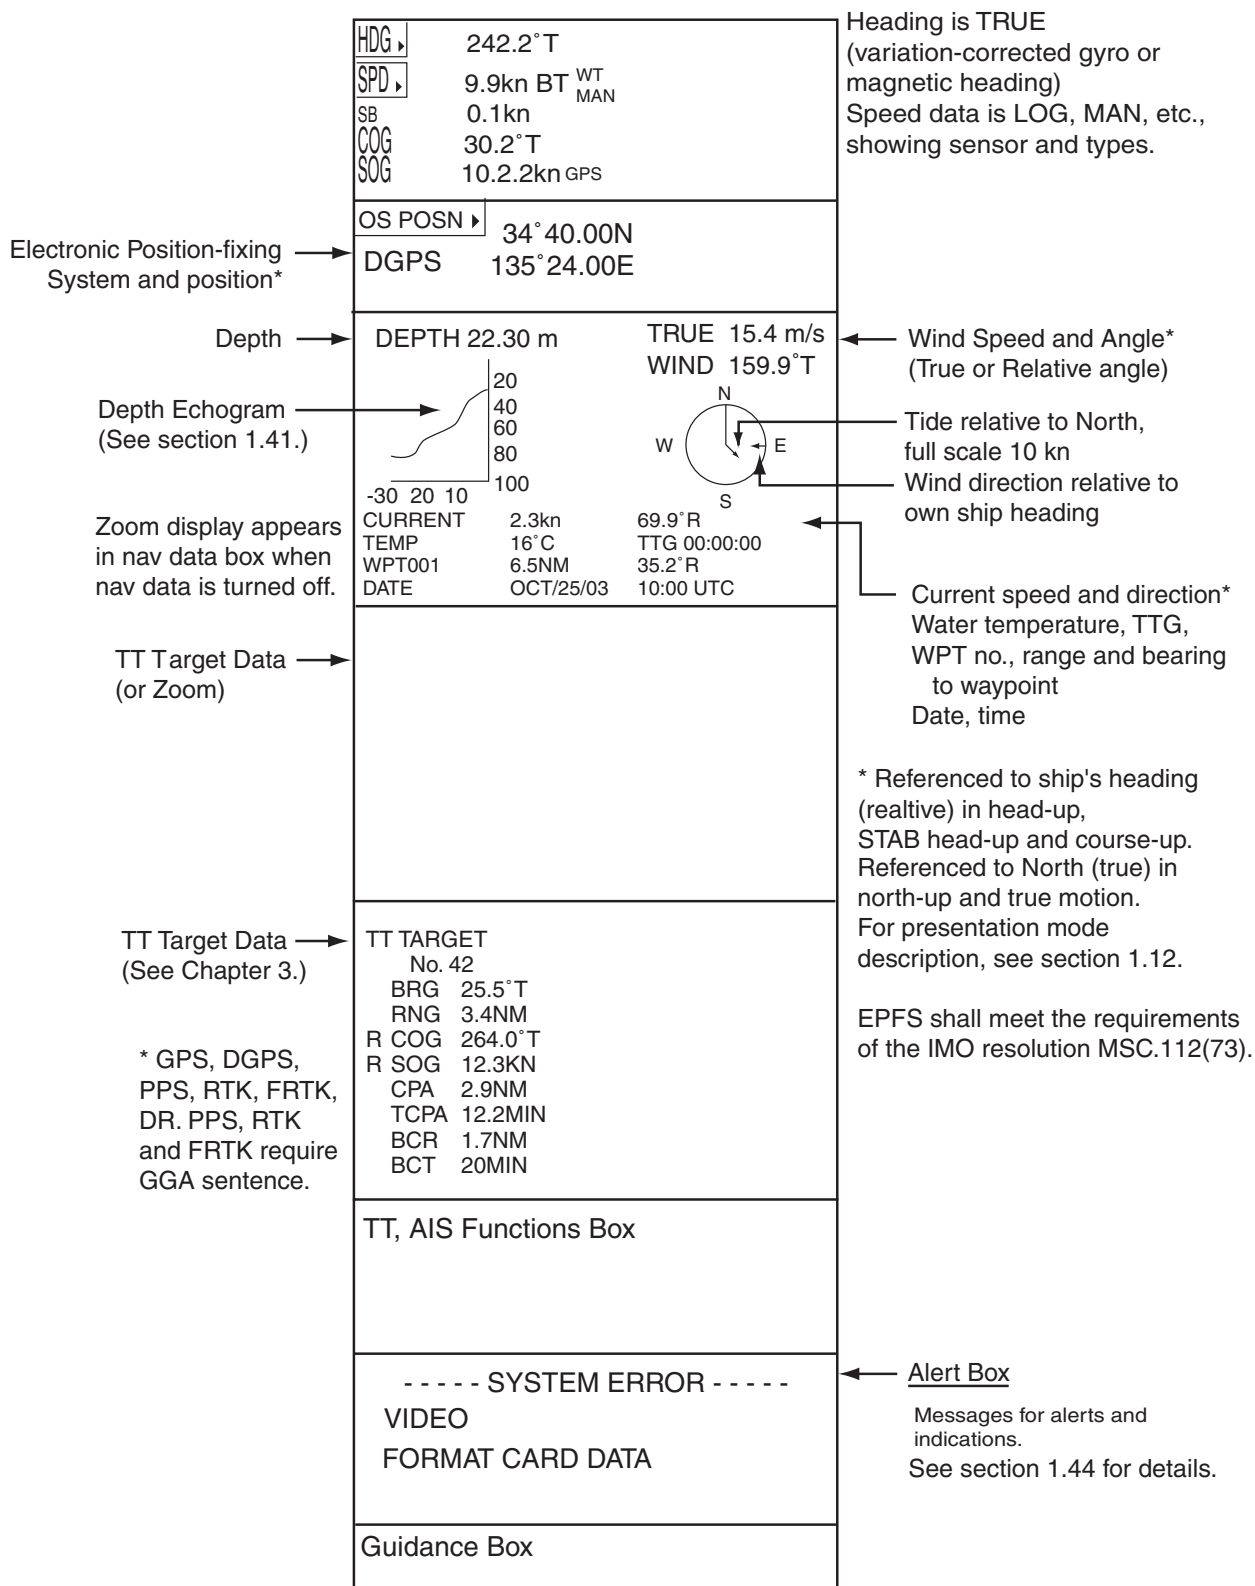 HDG 242.2°T
SPD 9.9kn BT WT
MAN
SB 0.1kn
COG 30.2°T
SOG 10.2.2kn GPS
Heading is TRUE
(variation-corrected gyro or
magnetic heading)
Speed data is LOG, MAN, etc.,
showing sensor and types.
OS POSN
34°40.00N
DGPS 135°24.00E
Electronic Position-fixing
System and position*
Depth
DEPTH 22.30 m
TRUE 15.4 m/s
WIND 159.9°T
Wind Speed and Angle*
(True or Relative angle)
Depth Echogram
(See section 1.41.)
20
40
60
80
100
-30 20 10
N
W
E
S
Tide relative to North,
full scale 10 kn
Wind direction relative to
own ship heading
Zoom display appears
in nav data box when
nav data is turned off.
CURRENT 2.3kn 69.9°R
TEMP 16°C TTG 00:00:00
WPT001 6.5NM 35.2°R
DATE OCT/25/03 10:00 UTC
Current speed and direction*
Water temperature, TTG,
WPT no., range and bearing
to waypoint
Date, time
TT Target Data
(or Zoom)
* Referenced to ship's heading
(realtive) in head-up,
STAB head-up and course-up.
Referenced to North (true) in
north-up and true motion.
For presentation mode
description, see section 1.12.
EPFS shall meet the requirements
of the IMO resolution MSC.112(73).
TT Target Data
(See Chapter 3.)
TT TARGET
No. 42
BRG 25.5°T
RNG 3.4NM
R COG 264.0°T
R SOG 12.3KN
CPA 2.9NM
TCPA 12.2MIN
BCR 1.7NM
BCT 20MIN
* GPS, DGPS,
PPS, RTK, FRTK,
DR. PPS, RTK
and FRTK require
GGA sentence.
TT, AIS Functions Box
- - - - - SYSTEM ERROR - - - - -
VIDEO
FORMAT CARD DATA
Alert Box
Messages for alerts and
indications.
See section 1.44 for details.
Guidance Box